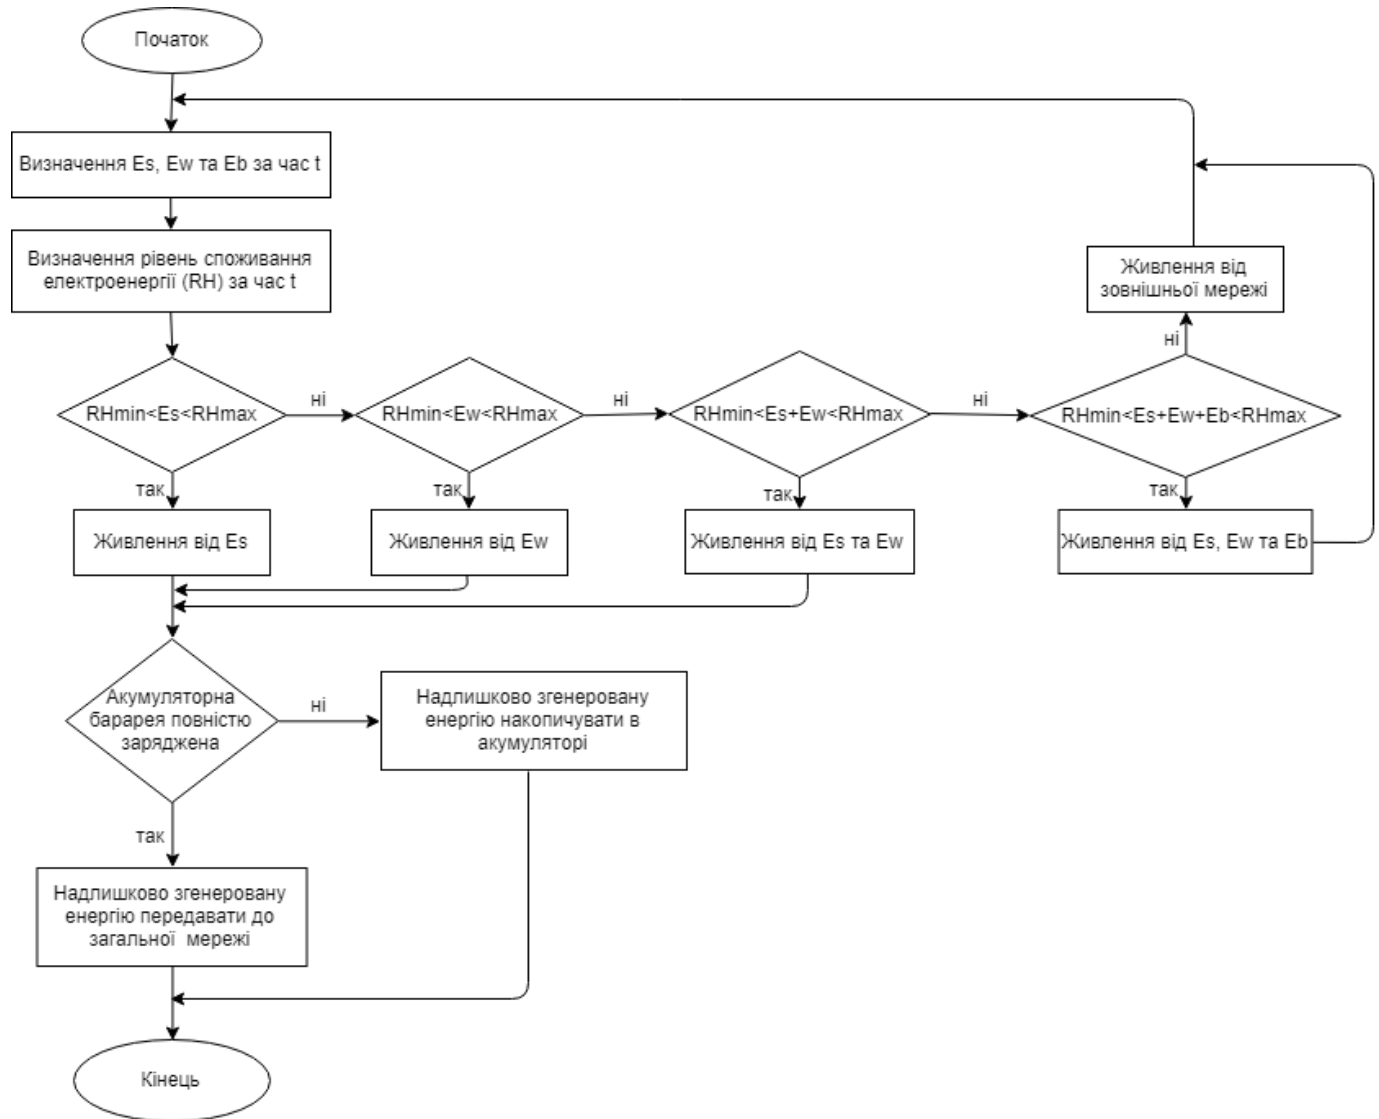 Початок
Визначення Es, Ew та Eb за час t
Визначення рівень споживання
електроенергії (RH) за час t
Живлення від
зовнішньої мережі
ні
RHmin<Es<RHmax
ні
RHmin<Ew<RHmax
ні
RHmin<Es+Ew<RHmax
ні
RHmin<Es+Ew+Eb<RHmax
так
так
так
так
Живлення від Es
Живлення від Ew
Живлення від Es та Ew
Живлення від Es, Ew та Eb
Акумуляторна
барарея повністю
заряджена
ні
Надлишково згенеровану
енергію накопичувати в
акумуляторі
так
Надлишково згенеровану
енергію передавати до
загальної мережі
Кінець